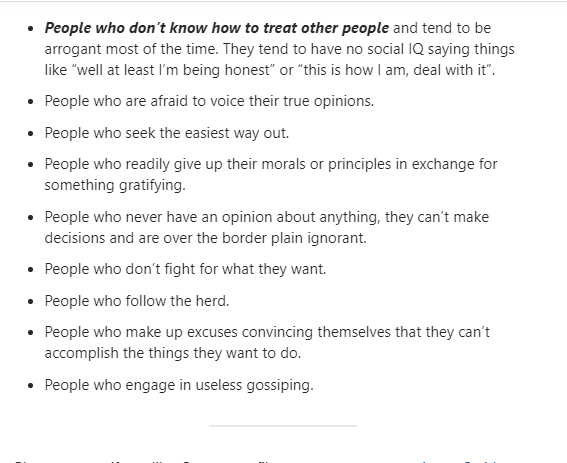 • People who don't know how to treat other people and tend to be
arrogant most of the time. They tend to have no social IQ saying things
like “well at least I'm being honest” or “this is how I am, deal with it”.
• People who are afraid to voice their true opinions.
• People who seek the easiest way out.
• People who readily give up their morals or principles in exchange for
something gratifying.
• People who never have an opinion about anything, they can't make
decisions and are over the border plain ignorant.
• People who don't fight for what they want.
• People who follow the herd.
• People who make up excuses convincing themselves that they can't
accomplish the things they want to do.
• People who engage in useless gossiping.